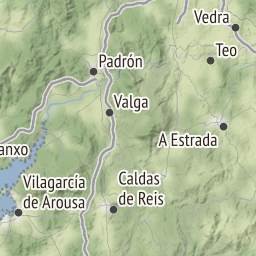 Vedra
Teo
Padrón
Valga
A Estrada
anxo
Vilagarcía
de Arousa
Caldas
de Reis